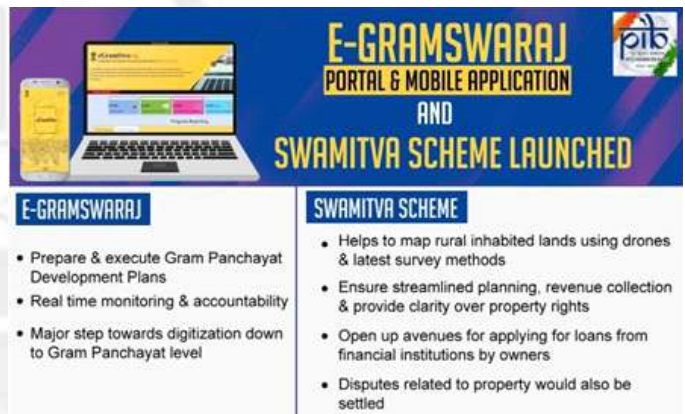 E-GRAMSWARAJ
PORTAL & MOBILE APPLICATION
AND
SWAMITVA SCHEME LAUNCHED
pib
E-GRAMSWARAJ
• Prepare & execute Gram Panchayat
Development Plans
• Real time monitoring & accountability
• Major step towards digitization down
to Gram Panchayat level
SWAMITVA SCHEME
• Helps to map rural inhabited lands using drones
& latest survey methods
• Ensure streamlined planning, revenue collection
& provide clarity over property rights
• Open up avenues for applying for loans from
financial institutions by owners
• Disputes related to property would also be
settled